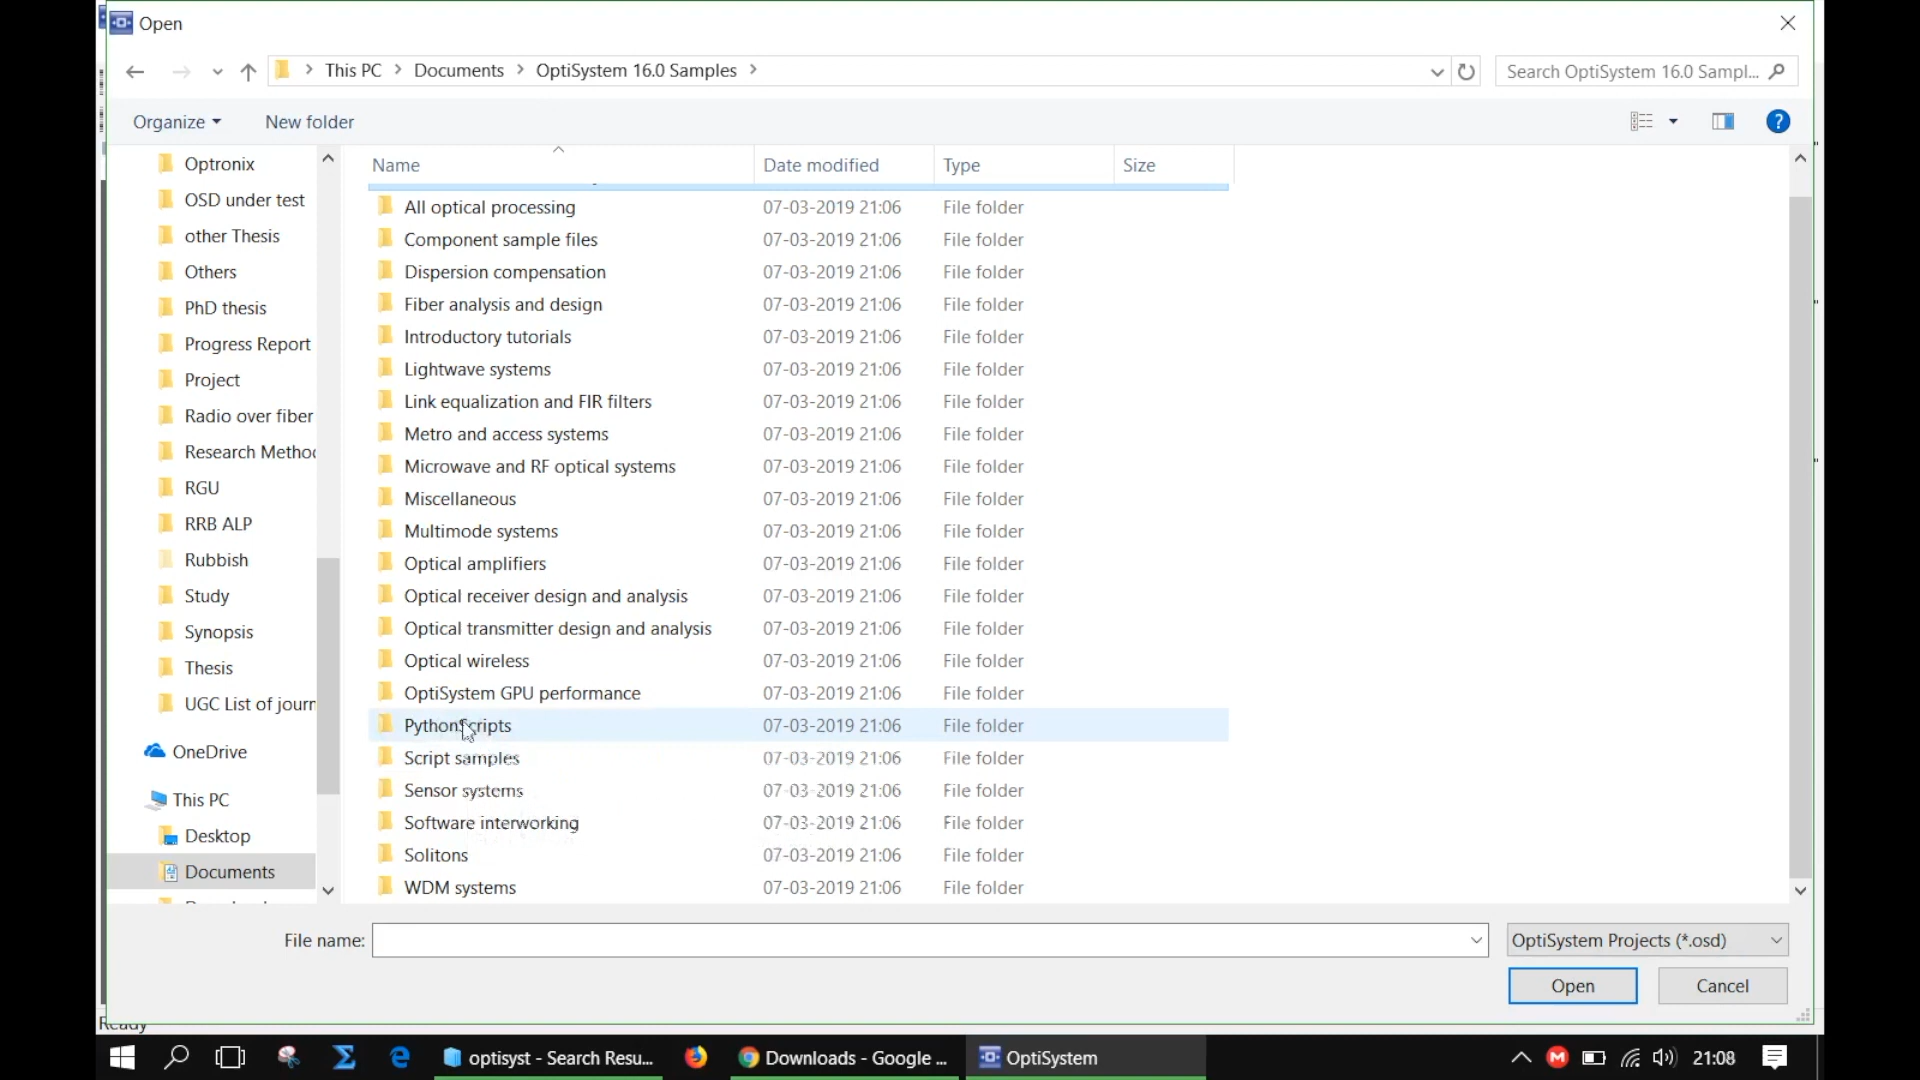 Open
This PC > Documents > OptiSystem 16.0 Samples >
Search OptiSystem 16.0 Sampl...
Organize
New folder
Name
Date modified
Type
Size
Optronix
OSD under test
other Thesis
Others
PhD thesis
Progress Report
Project
Radio over fiber
Research Method
RGU
RRB ALP
Rubbish
Study
Synopsis
Thesis
UGC List of journ
OneDrive
This PC
Desktop
Documents
All optical processing 07-03-2019 21:06 File folder
Component sample files 07-03-2019 21:06 File folder
Dispersion compensation 07-03-2019 21:06 File folder
Fiber analysis and design 07-03-2019 21:06 File folder
Introductory tutorials 07-03-2019 21:06 File folder
Lightwave systems 07-03-2019 21:06 File folder
Link equalization and FIR filters 07-03-2019 21:06 File folder
Metro and access systems 07-03-2019 21:06 File folder
Microwave and RF optical systems 07-03-2019 21:06 File folder
Miscellaneous 07-03-2019 21:06 File folder
Multimode systems 07-03-2019 21:06 File folder
Optical amplifiers 07-03-2019 21:06 File folder
Optical receiver design and analysis 07-03-2019 21:06 File folder
Optical transmitter design and analysis 07-03-2019 21:06 File folder
Optical wireless 07-03-2019 21:06 File folder
OptiSystem GPU performance 07-03-2019 21:06 File folder
PythonScripts 07-03-2019 21:06 File folder
Script samples 07-03-2019 21:06 File folder
Sensor systems 07-03-2019 21:06 File folder
Software interworking 07-03-2019 21:06 File folder
Solitons 07-03-2019 21:06 File folder
WDM systems 07-03-2019 21:06 File folder
File name:
OptiSystem Projects (*.osd)
Open
Cancel
Ready
optisyst - Search Resu...
Downloads - Google ...
OptiSystem
21:08